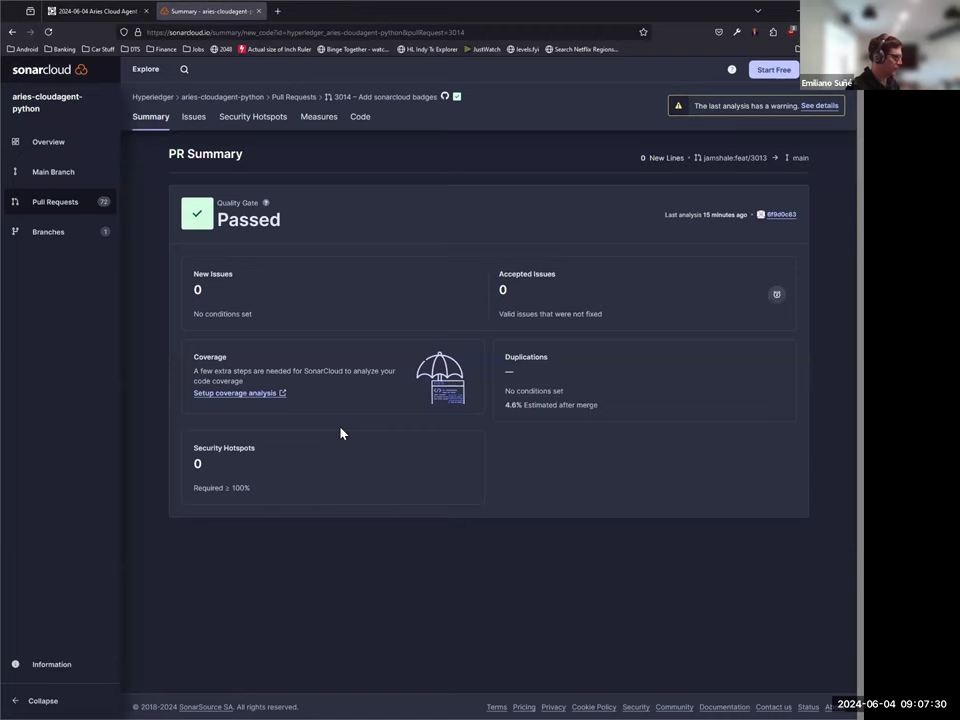 2024-06-04 Aries Cloud Agent
Summary - aries-cloudagent-p
https://sonarcloud.io/summary/new_code?id=hyperledger_aries-cloudagent-python&pullRequest=3014
Android
Banking
Car Stuff
DTS
Finance
Jobs
2048
Actual size of Inch Ruler
Binge Together - watc...
HL Indy Tx Explorer
JustWatch
levels.fyi
Search Netflix Regions...
Emiliano Suñé
sonarcloud
Explore
Start Free
aries-cloudagent-
python
Hyperledger > aries-cloudagent-python > Pull Requests > 3014 – Add sonarcloud badges
The last analysis has a warning. See details
Summary
Issues
Security Hotspots
Measures
Code
Overview
Main Branch
Pull Requests 72
Branches 1
PR Summary
0 New Lines • jamshale:feat/3013 → main
Quality Gate
Passed
Last analysis 15 minutes ago • 6f9d0c63
New Issues
0
No conditions set
Accepted Issues
0
Valid issues that were not fixed
Coverage
A few extra steps are needed for SonarCloud to analyze your
code coverage
Setup coverage analysis
Duplications
—
No conditions set
4.6% Estimated after merge
Security Hotspots
0
Required ≥ 100%
Information
Collapse
© 2018-2024 SonarSource SA. All rights reserved.
Terms
Pricing
Privacy
Cookie Policy
Security
Community
Documentation
Contact us
Status
2024-06-04 09:07:30